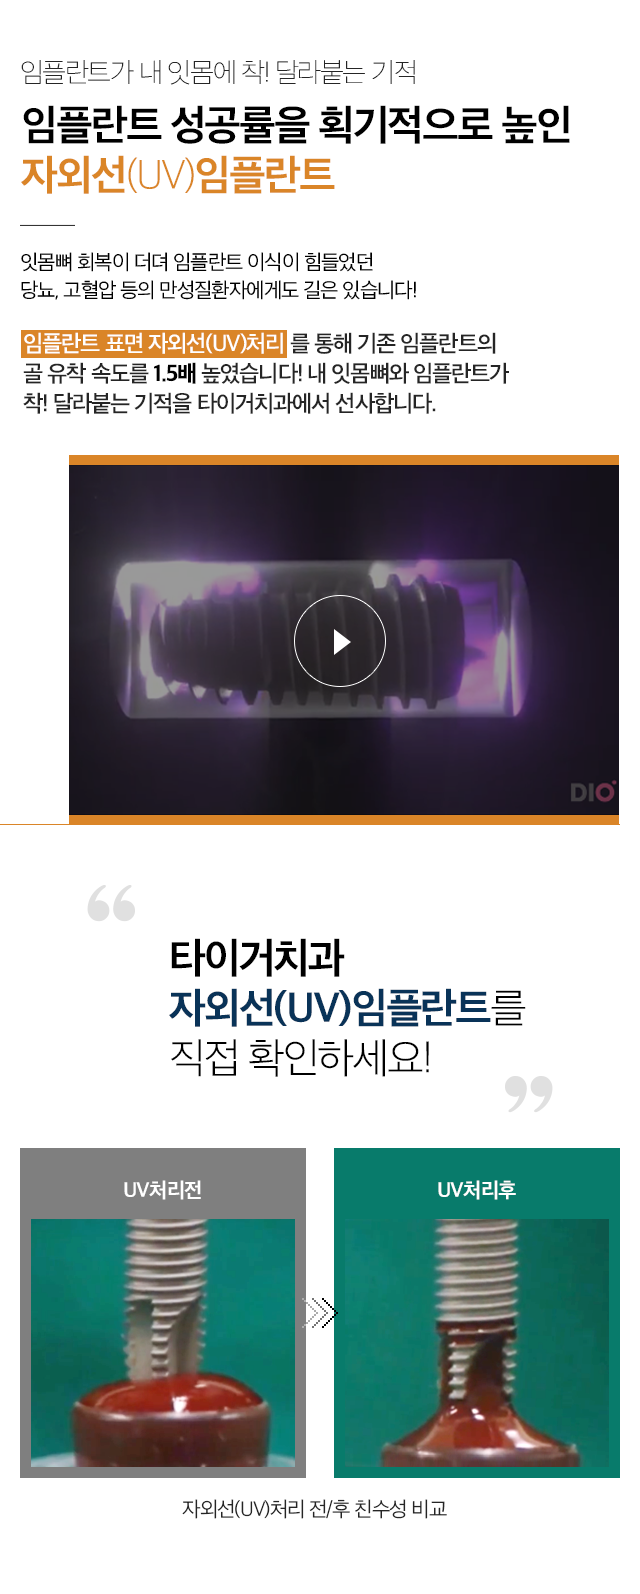 임플란트가 내 잇몸에 착! 달라붙는 기적
임플란트 성공률을 획기적으로 높인
자외선(UV)임플란트
잇몸뼈 회복이 더뎌 임플란트 이식이 힘들었던
당뇨, 고혈압 등의 만성질환자에게도 길은 있습니다!
임플란트 표면 자외선(UV)처리 를 통해 기존 임플란트의
골 유착 속도를 1.5배 높였습니다! 내 잇몸뼈와 임플란트가
착! 달라붙는 기적을 타이거치과에서 선사합니다.
DIO
“
타이거치과
자외선(UV)임플란트를
직접 확인하세요!
”
UV처리전
UV처리후
자외선(UV)처리 전/후 친수성 비교